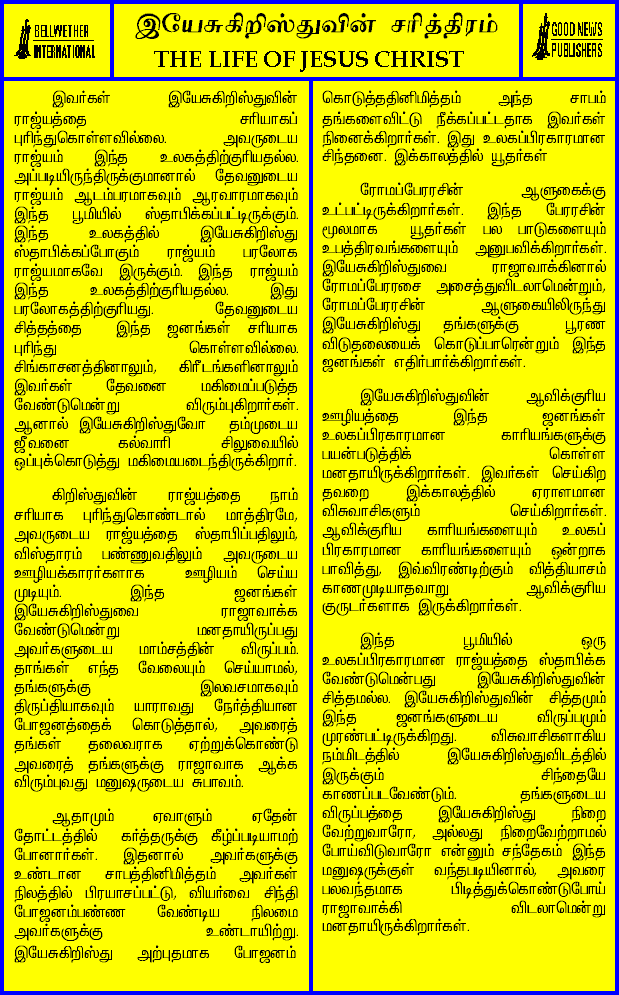 BELLWETHER
INTERNATIONAL
இயேசுகிறிஸ்துவின் சரித்திரம்
THE LIFE OF JESUS CHRIST
GOOD NEWS
PUBLISHERS
இவர்கள் இயேசுகிறிஸ்துவின்
ராஜ்யத்தை சரியாகப்
புரிந்துகொள்ளவில்லை. அவருடைய
ராஜ்யம் இந்த உலகத்திற்குரியதல்ல.
அப்படியிருந்திருக்குமானால் தேவனுடைய
ராஜ்யம் ஆடம்பரமாகவும் ஆரவாரமாகவும்
இந்த பூமியில் ஸ்தாபிக்கப்பட்டிருக்கும்.
இந்த உலகத்தில் இயேசுகிறிஸ்து
ஸ்தாபிக்கப்போகும் ராஜ்யம் பரலோக
ராஜ்யமாகவே இருக்கும். இந்த ராஜ்யம்
இந்த உலகத்திற்குரியதல்ல. இது
பரலோகத்திற்குரியது. தேவனுடைய
சித்தத்தை இந்த ஜனங்கள் சரியாக
புரிந்து கொள்ளவில்லை.
சிங்காசனத்தினாலும், கிரீடங்களினாலும்
இவர்கள் தேவனை மகிமைப்படுத்த
வேண்டுமென்று விரும்புகிறார்கள்.
ஆனால் இயேசுகிறிஸ்துவோ தம்முடைய
ஜீவனை கல்வாரி சிலுவையில்
ஒப்புக்கொடுத்து மகிமையடைந்திருக்கிறார்.
கிறிஸ்துவின் ராஜ்யத்தை நாம்
சரியாக புரிந்துகொண்டால் மாத்திரமே,
அவருடைய ராஜ்யத்தை ஸ்தாபிப்பதிலும்,
விஸ்தாரம் பண்ணுவதிலும் அவருடைய
ஊழியக்காரர்களாக ஊழியம் செய்ய
முடியும். இந்த ஜனங்கள்
இயேசுகிறிஸ்துவை ராஜாவாக்க
வேண்டுமென்று மனதாயிருப்பது
அவர்களுடைய மாம்சத்தின் விருப்பம்.
தாங்கள் எந்த வேலையும் செய்யாமல்,
தங்களுக்கு இலவசமாகவும்
திருப்தியாகவும் யாராவது நேர்த்தியான
போஜனத்தைக் கொடுத்தால், அவரைத்
தங்கள் தலைவராக ஏற்றுக்கொண்டு
அவரைத் தங்களுக்கு ராஜாவாக ஆக்க
விரும்புவது மனுஷருடைய சுபாவம்.
ஆதாமும் ஏவாளும் ஏதேன்
தோட்டத்தில் கர்த்தருக்கு கீழ்ப்படியாமற்
போனார்கள். இதனால் அவர்களுக்கு
உண்டான சாபத்தினிமித்தம் அவர்கள்
நிலத்தில் பிரயாசப்பட்டு, வியர்வை சிந்தி
போஜனம்பண்ண வேண்டிய நிலமை
அவர்களுக்கு உண்டாயிற்று.
இயேசுகிறிஸ்து அற்புதமாக போஜனம்
கொடுத்ததினிமித்தம் அந்த சாபம்
தங்களைவிட்டு நீக்கப்பட்டதாக இவர்கள்
நினைக்கிறார்கள். இது உலகப்பிரகாரமான
சிந்தனை. இக்காலத்தில் யூதர்கள்
ரோமப்பேரரசின் ஆளுகைக்கு
உட்பட்டிருக்கிறார்கள். இந்த பேரரசின்
மூலமாக யூதர்கள் பல பாடுகளையும்
உபத்திரவங்களையும் அனுபவிக்கிறார்கள்.
இயேசுகிறிஸ்துவை ராஜாவாக்கினால்
ரோமப்பேரரசை அசைத்துவிடலாமென்றும்,
ரோமப்பேரரசின் ஆளுகையிலிருந்து
இயேசுகிறிஸ்து தங்களுக்கு பூரண
விடுதலையைக் கொடுப்பாரென்றும் இந்த
ஜனங்கள் எதிர்பார்க்கிறார்கள்.
இயேசுகிறிஸ்துவின் ஆவிக்குரிய
ஊழியத்தை இந்த ஜனங்கள்
உலகப்பிரகாரமான காரியங்களுக்கு
பயன்படுத்திக் கொள்ள
மனதாயிருக்கிறார்கள். இவர்கள் செய்கிற
தவறை இக்காலத்தில் ஏராளமான
விசுவாசிகளும் செய்கிறார்கள்.
ஆவிக்குரிய காரியங்களையும் உலகப்
பிரகாரமான காரியங்களையும் ஒன்றாக
பாவித்து, இவ்விரண்டிற்கும் வித்தியாசம்
காணமுடியாதவாறு ஆவிக்குரிய
குருடர்களாக இருக்கிறார்கள்.
இந்த பூமியில் ஒரு
உலகப்பிரகாரமான ராஜ்யத்தை ஸ்தாபிக்க
வேண்டுமென்பது இயேசுகிறிஸ்துவின்
சித்தமல்ல. இயேசுகிறிஸ்துவின் சித்தமும்
இந்த ஜனங்களுடைய விருப்பமும்
முரண்பட்டிருக்கிறது. விசுவாசிகளாகிய
நம்மிடத்தில் இயேசுகிறிஸ்துவிடத்தில்
இருக்கும் சிந்தையே
காணப்படவேண்டும். தங்களுடைய
விருப்பத்தை இயேசுகிறிஸ்து நிறை
வேற்றுவாரோ, அல்லது நிறைவேற்றாமல்
போய்விடுவாரோ என்னும் சந்தேகம் இந்த
மனுஷருக்குள் வந்தபடியினால், அவரை
பலவந்தமாக பிடித்துக்கொண்டுபோய்
ராஜாவாக்கி விடலாமென்று
மனதாயிருக்கிறார்கள்.